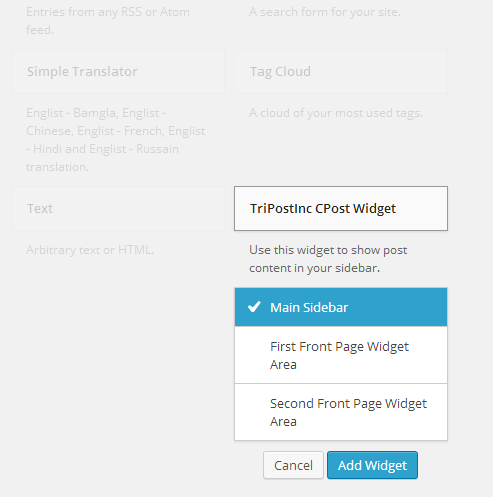 Entries from any RSS or Atom
feed.
A search form for your site.
Simple Translator
Tag Cloud
Englist - Bamgla, English -
Chinese, English - French, Englist
- Hindi and English - Russain
translation.
A cloud of your most used tags.
Text
TriPostInc CPost Widget
Arbitrary text or HTML.
Use this widget to show post
content in your sidebar.
Main Sidebar
First Front Page Widget
Area
Second Front Page Widget
Area
Cancel
Add Widget